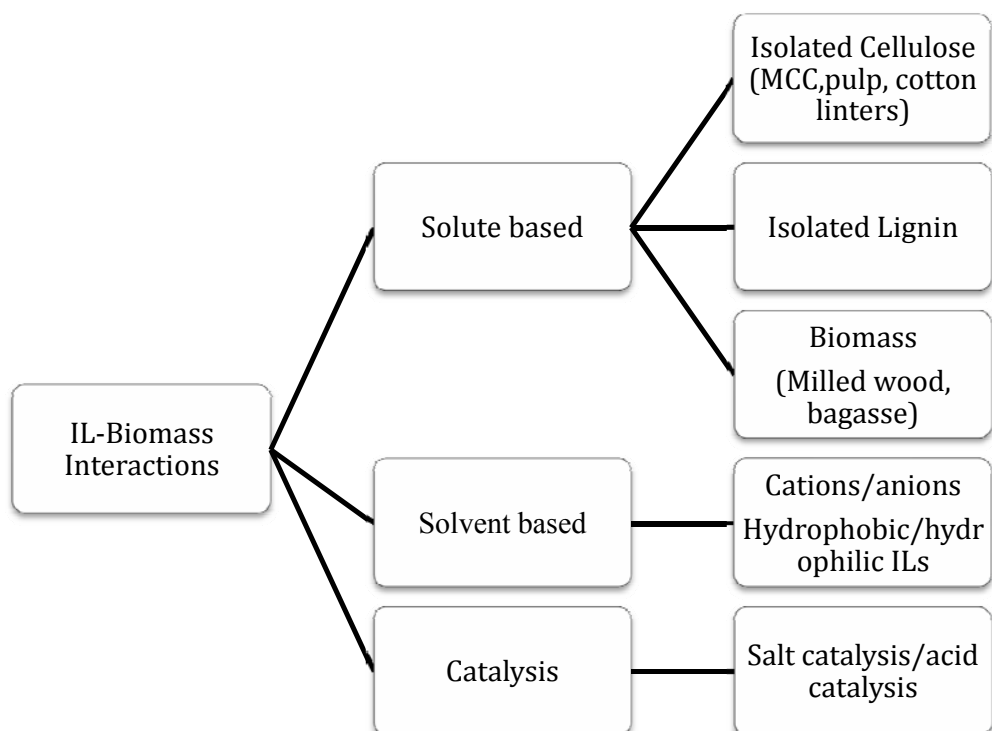 IL-Biomass
Interactions
Solute based
Isolated Cellulose
(MCC,pulp, cotton
linters)
Isolated Lignin
Biomass
(Milled wood,
bagasse)
Solvent based
Cations/anions
Hydrophobic/hydr
ophilic ILs
Catalysis
Salt catalysis/acid
catalysis